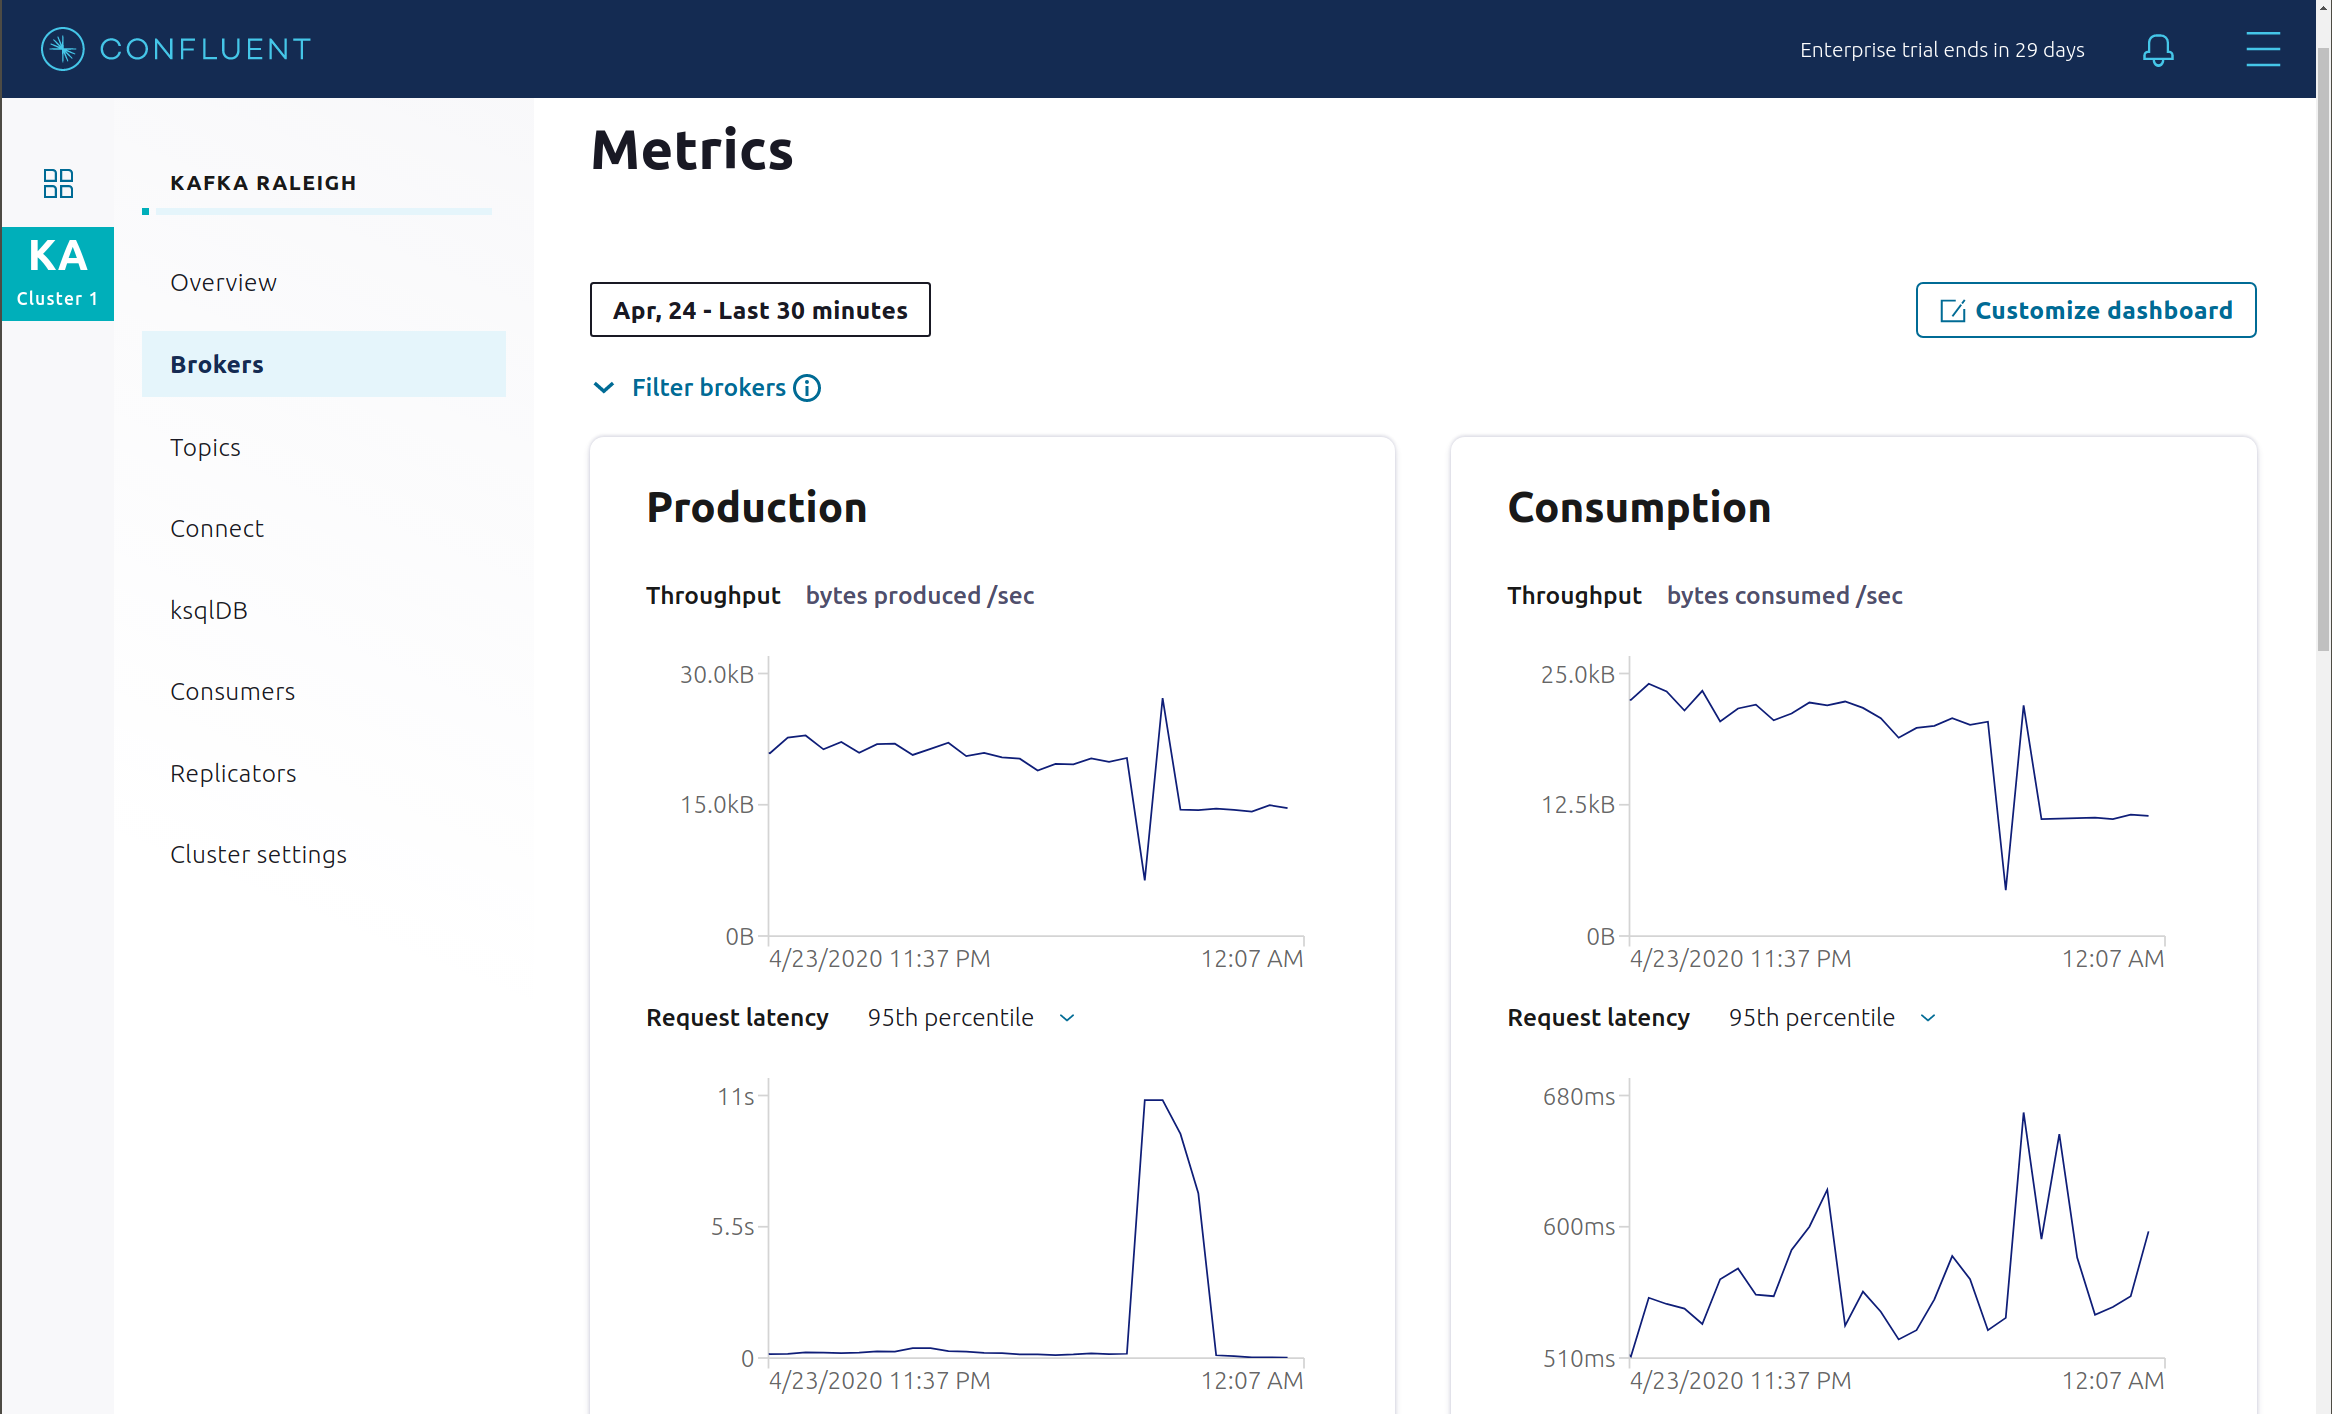 CONFLUENT
Enterprise trial ends in 29 days
KA
Cluster 1
KAFKA RALEIGH
Overview
Brokers
Topics
Connect
ksqlDB
Consumers
Replicators
Cluster settings
Metrics
Apr, 24 - Last 30 minutes
Customize dashboard
Filter brokers
Production
Throughput bytes produced /sec
30.0kB
15.0kB
0B
4/23/2020 11:37 PM 12:07 AM
Request latency 95th percentile
11s
5.5s
0
4/23/2020 11:37 PM 12:07 AM
Consumption
Throughput bytes consumed /sec
25.0kB
12.5kB
0B
4/23/2020 11:37 PM 12:07 AM
Request latency 95th percentile
680ms
600ms
510ms
4/23/2020 11:37 PM 12:07 AM